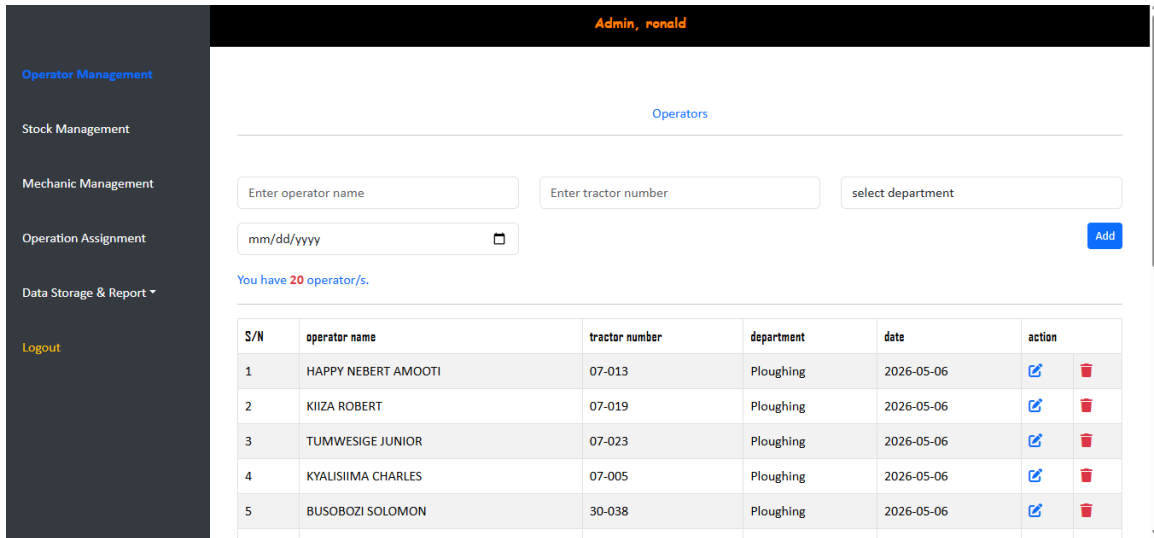 Admin, ronald
Operator Management
Stock Management
Mechanic Management
Operation Assignment
Data Storage & Report
Logout
Operators
Enter operator name Enter tractor number select department
mm/dd/yyyy Add
You have 20 operator/s.
S/N operator name tractor number department date action
1 HAPPY NEBERT AMOOTI 07-013 Ploughing 2026-05-06
2 KIIZA ROBERT 07-019 Ploughing 2026-05-06
3 TUMWESIGE JUNIOR 07-023 Ploughing 2026-05-06
4 KYALISIIMA CHARLES 07-005 Ploughing 2026-05-06
5 BUSOBOZI SOLOMON 30-038 Ploughing 2026-05-06